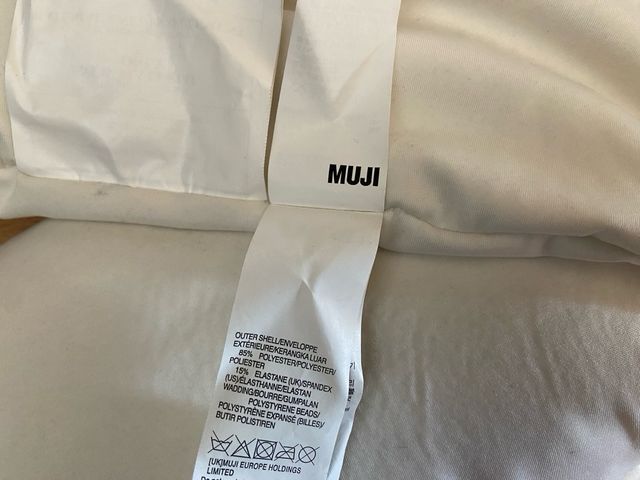 MUJI
OUTER SHELL/ENVELOPPE
EXTÉRIEURE/KERANGKA LUAR
85% POLYESTER/POLYESTER/
POLIESTER
15% ELASTANE (UK)/SPANDEX
(US)/ÉLASTHANNE/ELASTAN
WADDING/BOURRE/GUMPALAN
POLYSTYRENE BEADS/
POLYSTYRÈNE EXPANSÉ (BILLES)/
BUTIR POLISTIREN
[UK]MUJI EUROPE HOLDINGS
LIMITED